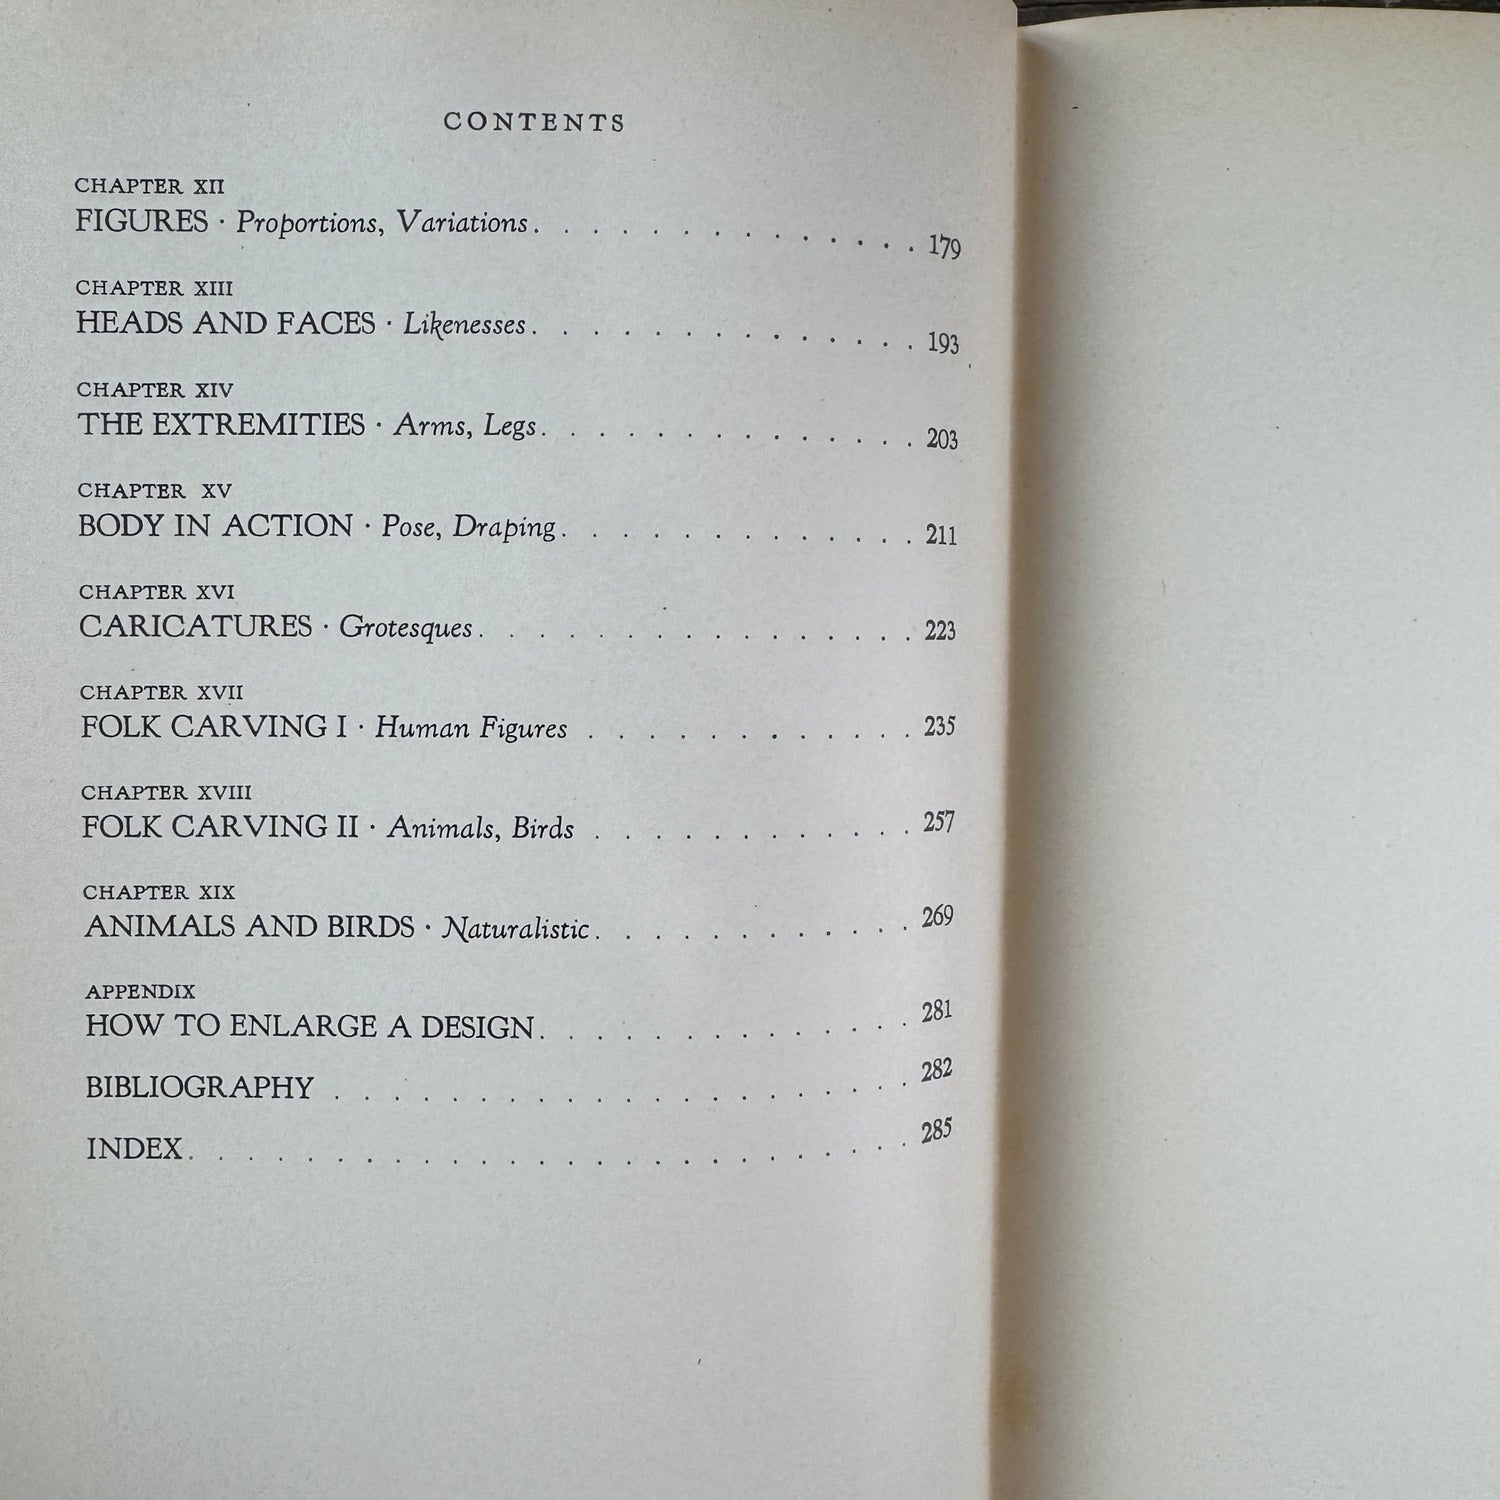 CONTENTS
CHAPTER XII
FIGURES · Proportions, Variations . . . . . . . . . . . . . . 179
CHAPTER XIII
HEADS AND FACES · Likenesses . . . . . . . . . . . . . . 193
CHAPTER XIV
THE EXTREMITIES · Arms, Legs . . . . . . . . . . . . . 203
CHAPTER XV
BODY IN ACTION · Pose, Draping . . . . . . . . . . . . . 211
CHAPTER XVI
CARICATURES · Grotesques . . . . . . . . . . . . . . . 223
CHAPTER XVII
FOLK CARVING I · Human Figures . . . . . . . . . . . . 235
CHAPTER XVIII
FOLK CARVING II · Animals, Birds . . . . . . . . . . . 257
CHAPTER XIX
ANIMALS AND BIRDS · Naturalistic . . . . . . . . . . . 269
APPENDIX
HOW TO ENLARGE A DESIGN . . . . . . . . . . . . . 281
BIBLIOGRAPHY . . . . . . . . . . . . . . . . . . . . 282
INDEX . . . . . . . . . . . . . . . . . . . . . . . . . 285